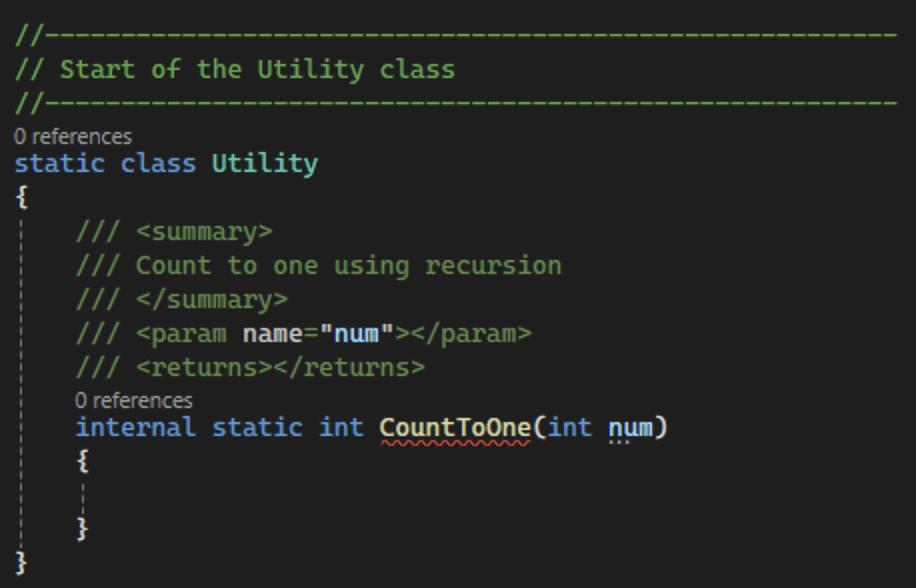 //--------------------------------------------------------
// Start of the Utility class
//--------------------------------------------------------
0 references
static class Utility
{
/// <summary>
/// Count to one using recursion
/// </summary>
/// <param name="num"></param>
/// <returns></returns>
0 references
internal static int CountToOne(int num)
{
}
}